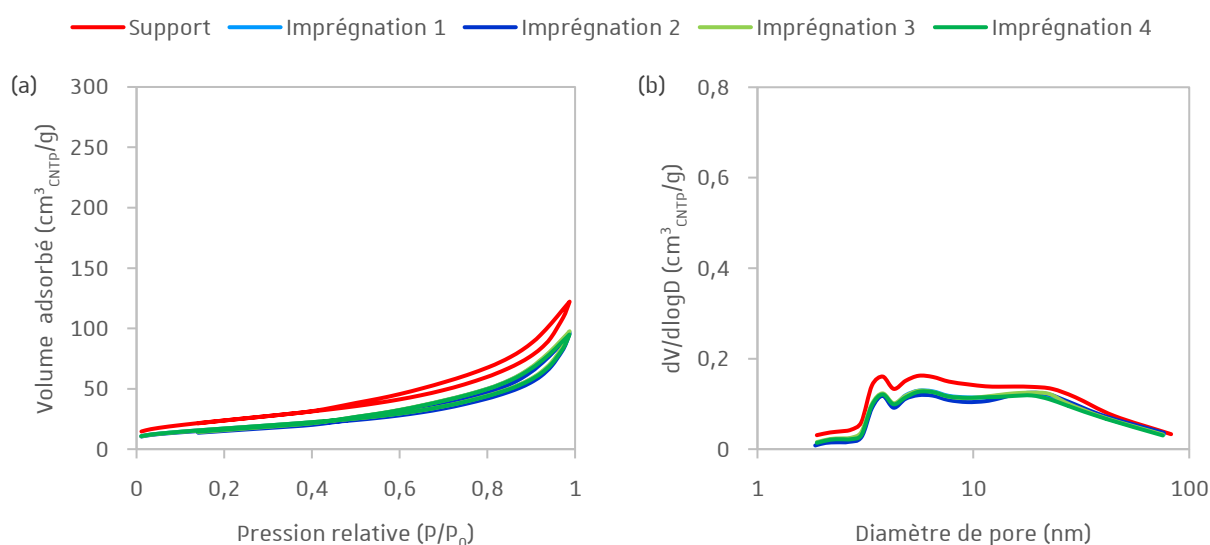 Support Imprégnation 1 Imprégnation 2 Imprégnation 3 Imprégnation 4
(a)
Volume adsorbé (cm³CNTP/g)
300
250
200
150
100
50
0
0 0,2 0,4 0,6 0,8 1
Pression relative (P/P₀)
(b)
dV/dlogD (cm³CNTP/g)
0,8
0,6
0,4
0,2
0
1 10 100
Diamètre de pore (nm)